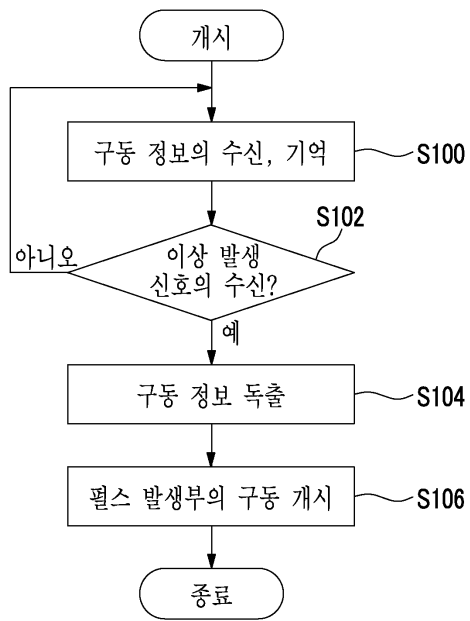 개시
구동 정보의 수신, 기억
S100
S102
이상 발생
신호의 수신?
아니오
예
구동 정보 독출
S104
펄스 발생부의 구동 개시
S106
종료